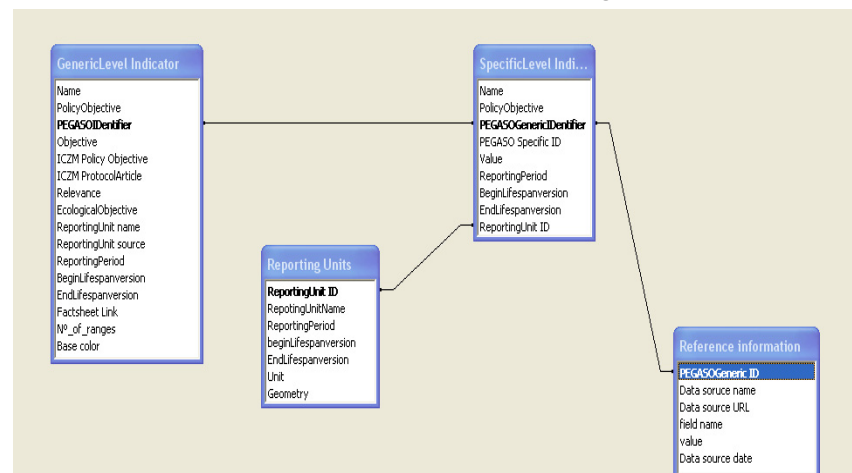 GenericLevel Indicator
Name
PolicyObjective
PEGASOIDentifier
Objective
ICZM Policy Objective
ICZM ProtocolArticle
Relevance
EcologicalObjective
ReportingUnit name
ReportingUnit source
ReportingPeriod
BeginLifespanversion
EndLifespanversion
Factsheet Link
Nº_of_ranges
Base color
SpecificLevel Indi...
Name
PolicyObjective
PEGASOGenericIDentifier
PEGASO Specific ID
Value
ReportingPeriod
BeginLifespanversion
EndLifespanversion
ReportingUnit ID
Reporting Units
ReportingUnit ID
RepotingUnitName
ReportingPeriod
beginLifespanversion
EndLifespanversion
Unit
Geometry
Reference information
PEGASOGeneric ID
Data soruce name
Data source URL
field name
value
Data source date